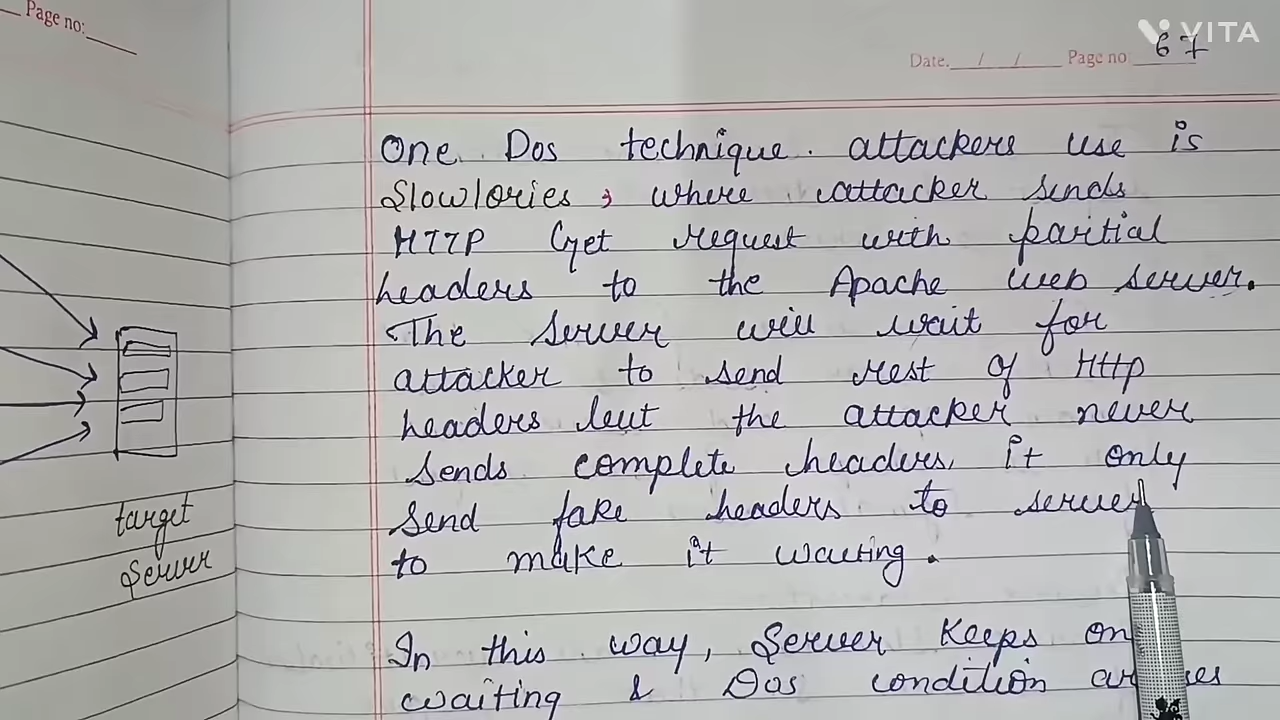 Page no:
VITA
Date. / / Page no 67
One Dos technique. attackers use is
Slowlories, where attacker sends
HTTP Get request with partial
headers to the Apache web server.
The server will wait for
attacker to send rest of HTTP
headers but the attacker never
sends complete headers, it only
send fake headers to server
to make it waiting.
target
Server
In this way, Server keeps on
waiting & Dos condition